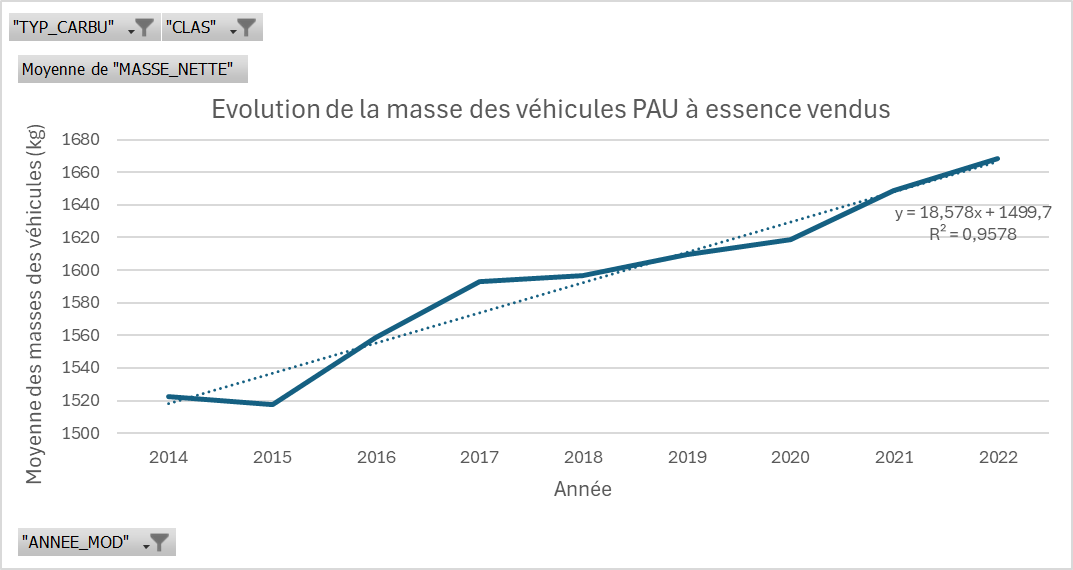 "TYP_CARBU" "CLAS"
Moyenne de "MASSE_NETTE"
Evolution de la masse des véhicules PAU à essence vendus
Moyenne des masses des véhicules (kg)
1680
1660
1640
1620
1600
1580
1560
1540
1520
1500
y = 18,578x + 1499,7
R² = 0,9578
2014 2015 2016 2017 2018 2019 2020 2021 2022
Année
"ANNEE_MOD"